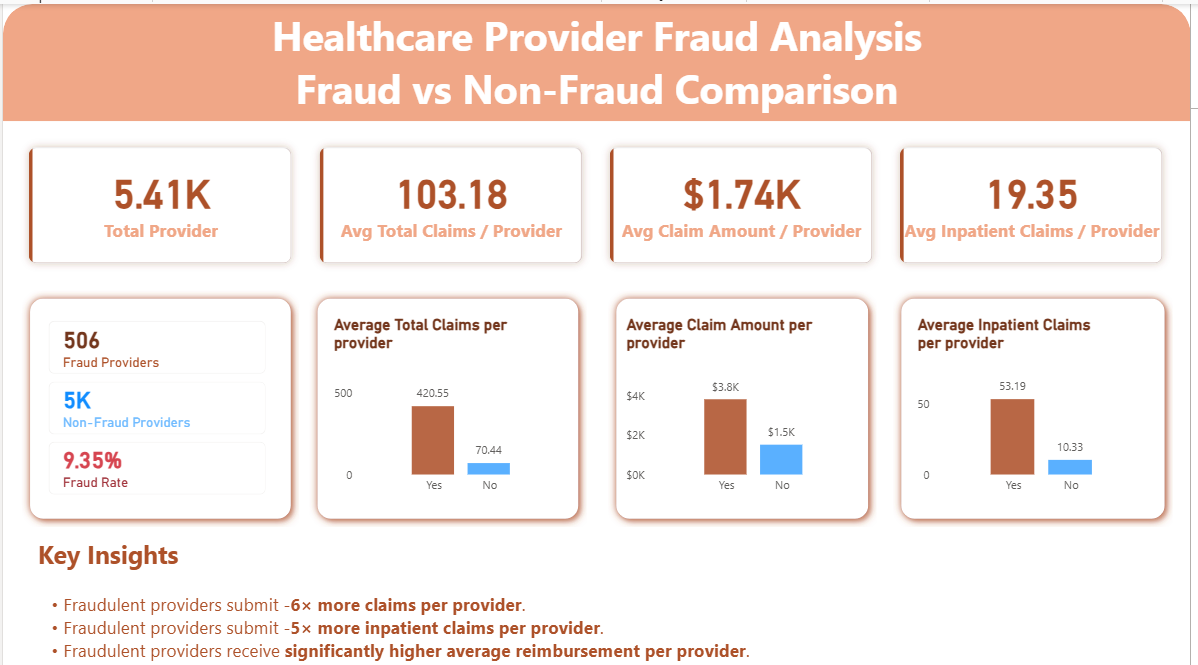 Healthcare Provider Fraud Analysis
Fraud vs Non-Fraud Comparison
5.41K
Total Provider
103.18
Avg Total Claims / Provider
$1.74K
Avg Claim Amount / Provider
19.35
Avg Inpatient Claims / Provider
506
Fraud Providers
5K
Non-Fraud Providers
9.35%
Fraud Rate
Average Total Claims per
provider
500
0
420.55
70.44
Yes
No
Average Claim Amount per
provider
$4K
$2K
$0K
$3.8K
$1.5K
Yes
No
Average Inpatient Claims
per provider
50
0
53.19
10.33
Yes
No
Key Insights
• Fraudulent providers submit -6× more claims per provider.
• Fraudulent providers submit -5× more inpatient claims per provider.
• Fraudulent providers receive significantly higher average reimbursement per provider.